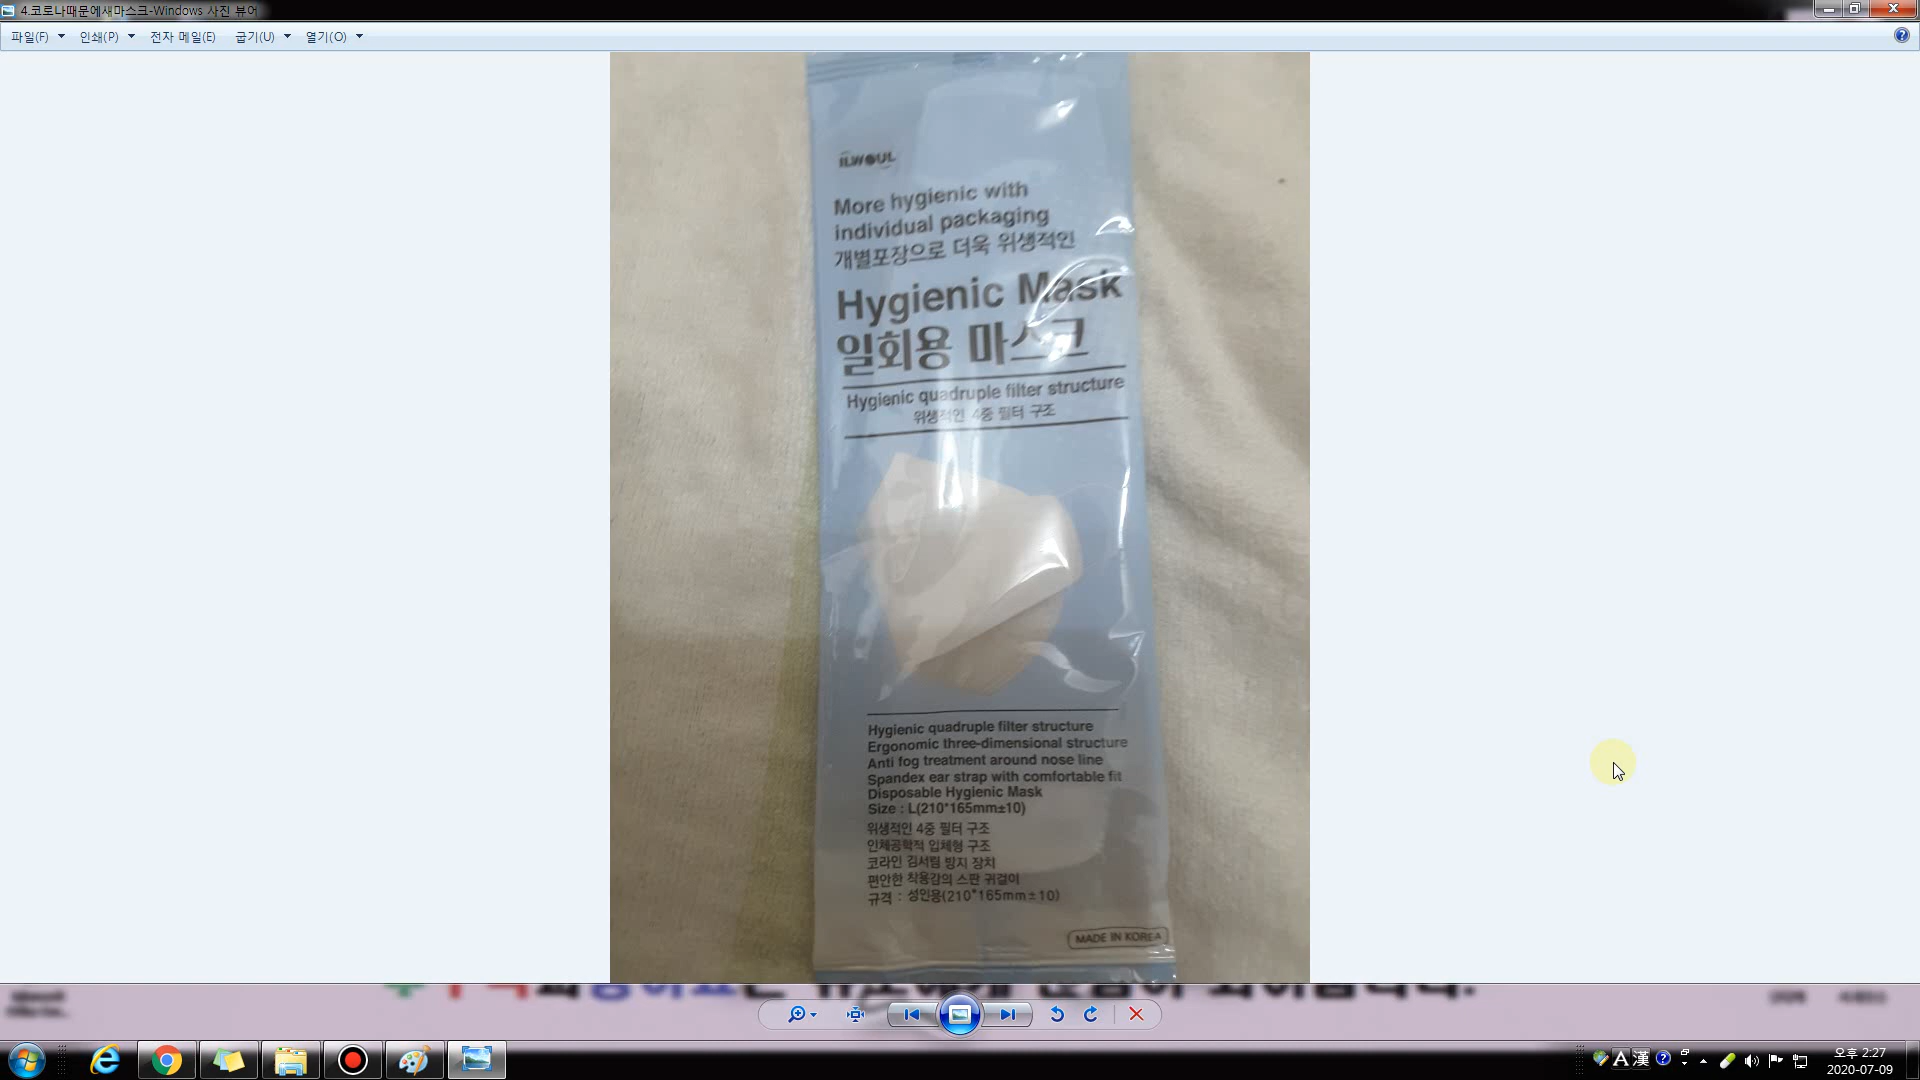 4.코로나때문에새마스크-Windows 사진 뷰어
파일(F) 인쇄(P) 전자 메일(E) 굽기(U) 열기(O)
ILWOUL
More hygienic with
individual packaging
개별포장으로 더욱 위생적인
Hygienic Mask
일회용 마스크
Hygienic quadruple filter structure
위생적인 4중 필터 구조
Hygienic quadruple filter structure
Ergonomic three-dimensional structure
Anti fog treatment around nose line
Spandex ear strap with comfortable fit
Disposable Hygienic Mask
Size : L(210*165mm±10)
위생적인 4중 필터 구조
인체공학적 입체형 구조
코라인 김서림 방지 장치
편안한 착용감의 스판 귀걸이
규격 : 성인용(210*165mm±10)
MADE IN KOREA
A漢
오후 2:27
2020-07-09